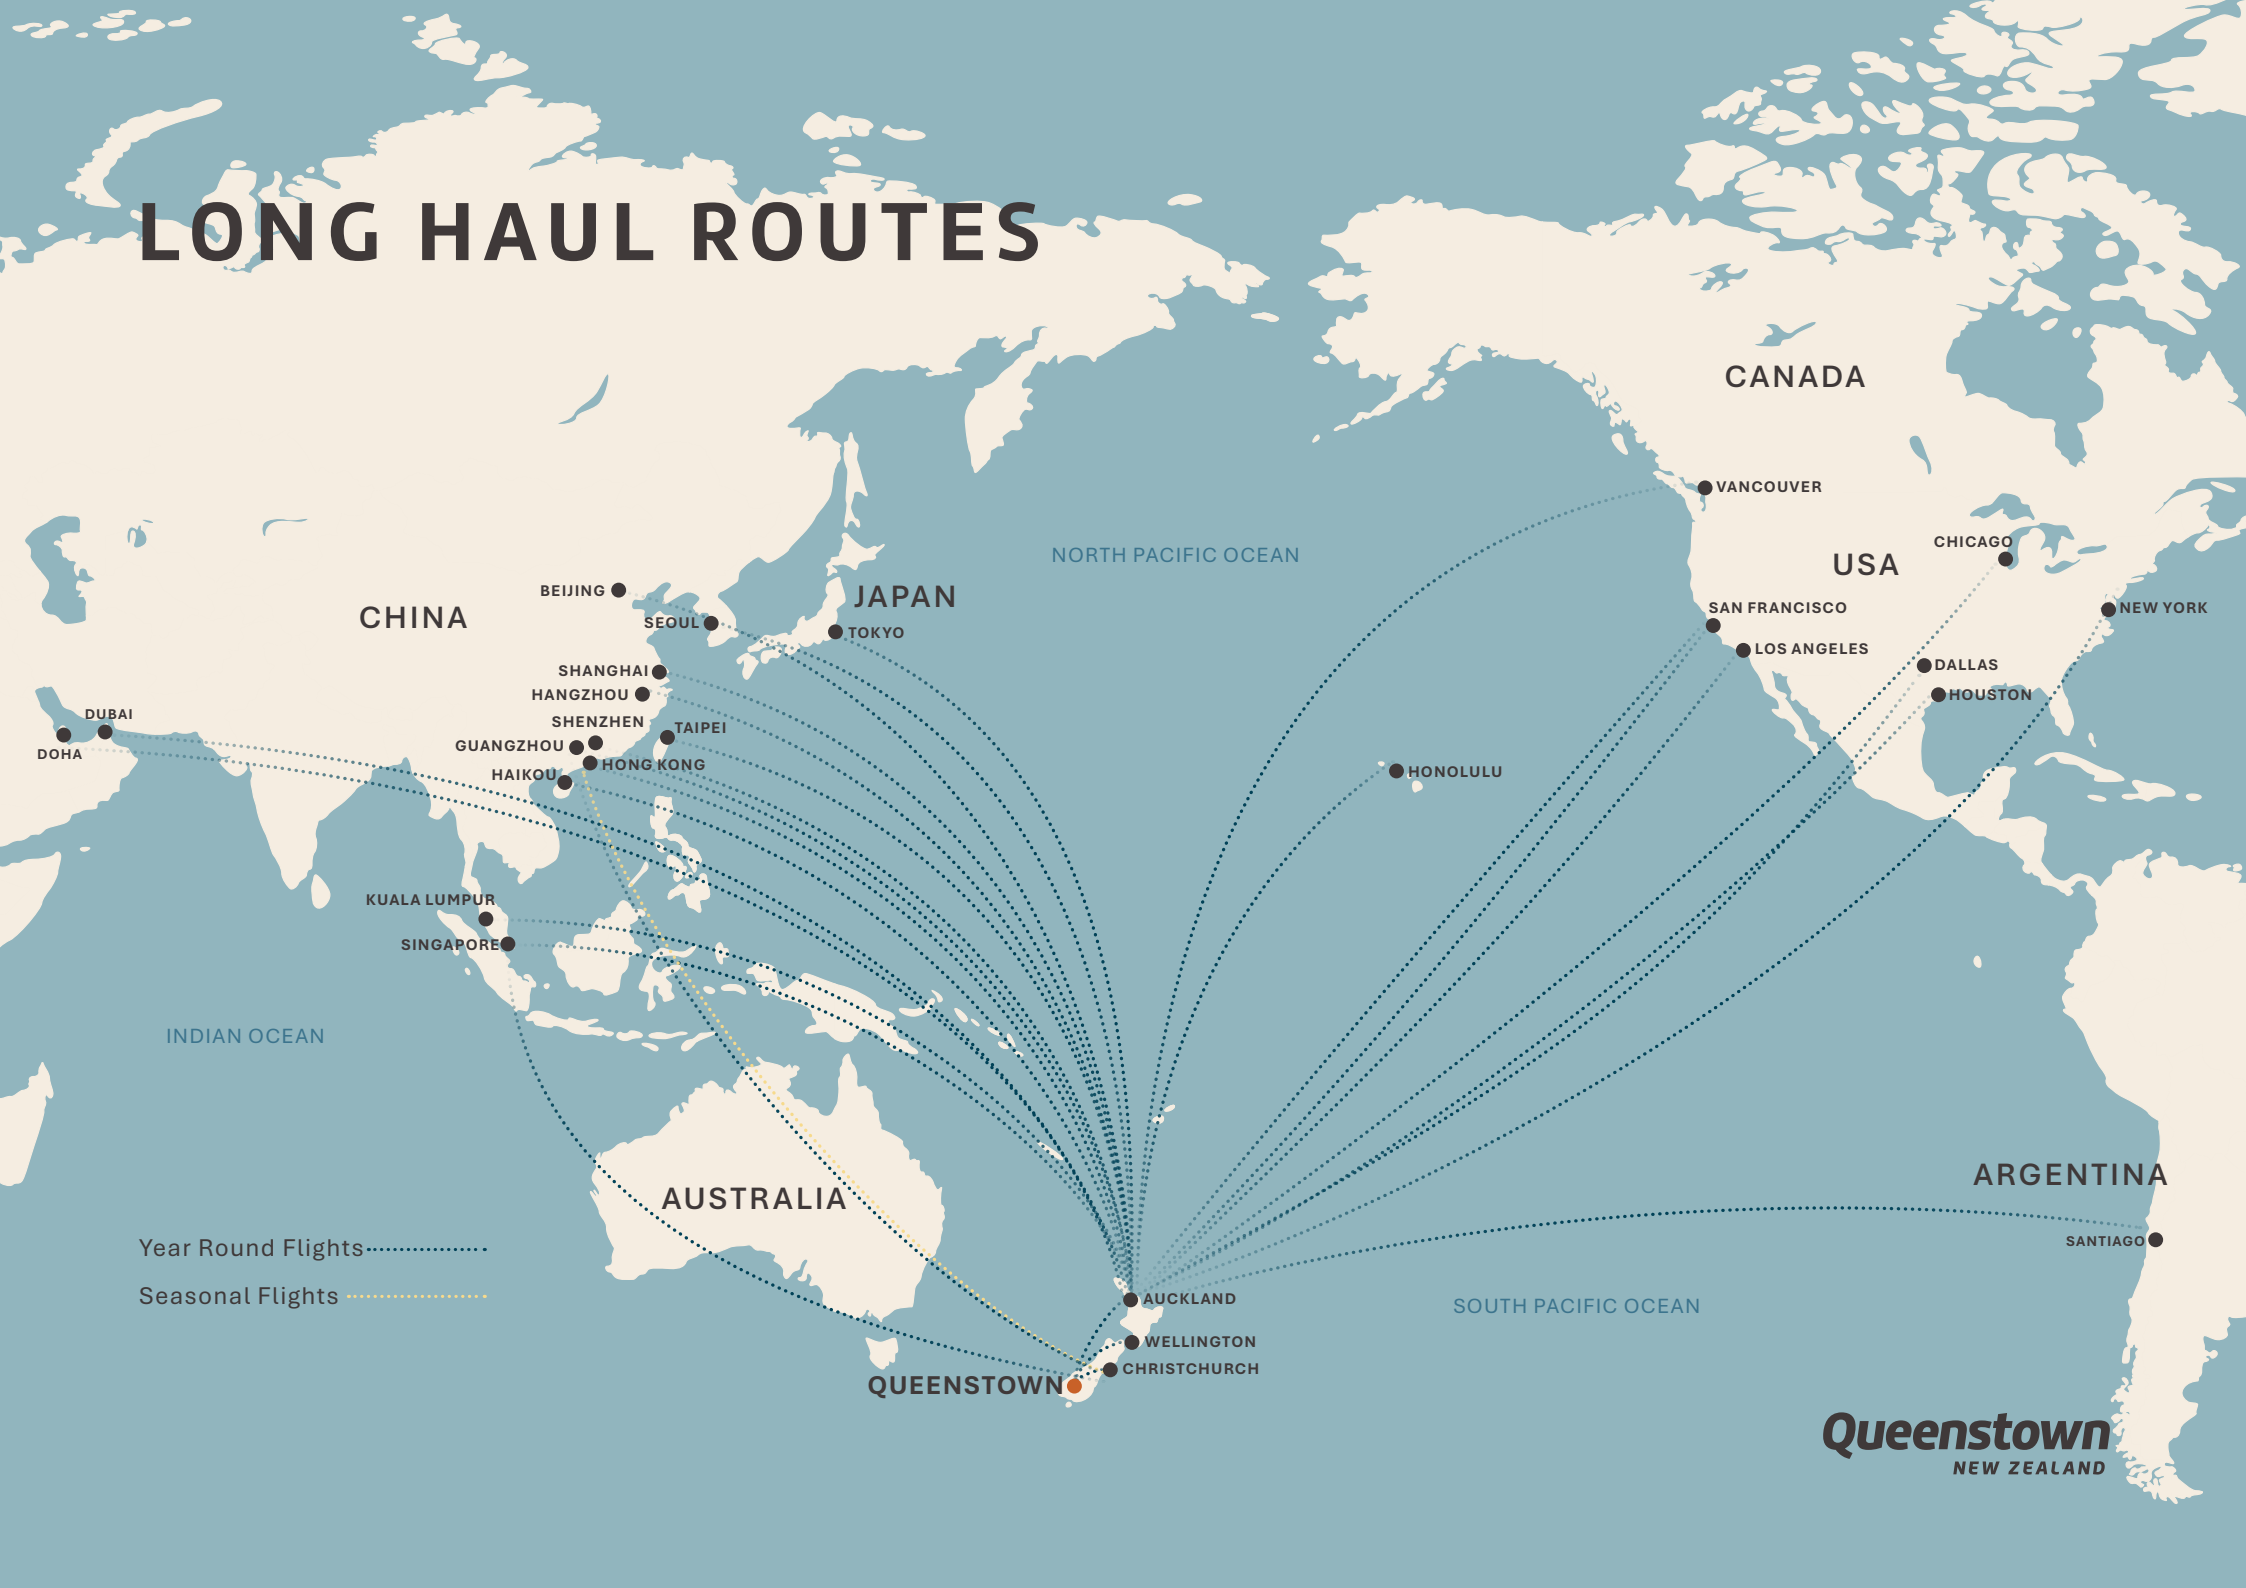 LONG HAUL ROUTES
CANADA
VANCOUVER
CHICAGO
NORTH PACIFIC OCEAN
USA
BEIJING
JAPAN
CHINA
SAN FRANCISCO
NEW YORK
SEOUL
TOKYO
LOS ANGELES
SHANGHAI
DALLAS
HANGZHOU
HOUSTON
DUBAI
SHENZHEN
TAIPEI
GUANGZHOU
DOHA
HONG KONG
HAIKOU
HONOLULU
KUALA LUMPUR
SINGAPORE
INDIAN OCEAN
ARGENTINA
AUSTRALIA
SANTIAGO
Year Round Flights
Seasonal Flights
AUCKLAND
SOUTH PACIFIC OCEAN
WELLINGTON
CHRISTCHURCH
QUEENSTOWN
Queenstown
NEW ZEALAND